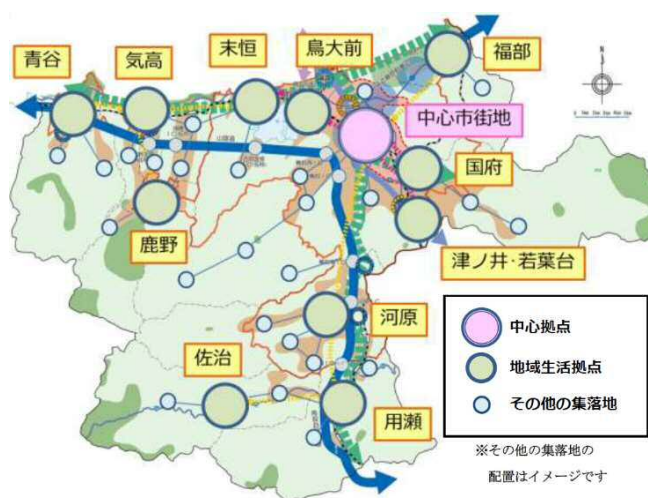 青谷
気高
末恒
鳥大前
福部
N
中心市街地
国府
鹿野
津ノ井・若葉台
河原
佐治
用瀬
中心拠点
地域生活拠点
その他の集落地
※その他の集落地の
配置はイメージです